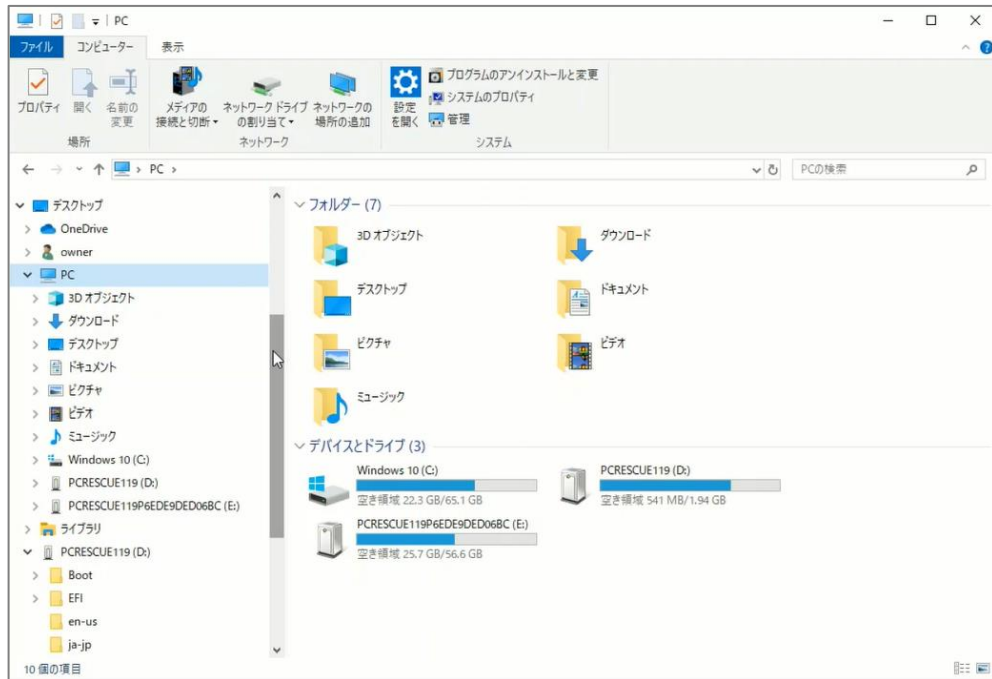 PC
ファイル コンピューター 表示
プロパティ 開く 名前の変更 メディアの接続と切断 ネットワーク ドライブの割り当て ネットワークの場所の追加 設定を開く プログラムのアンインストールと変更
システムのプロパティ
管理
場所 ネットワーク システム
PC PCの検索
デスクトップ
OneDrive
owner
PC
3D オブジェクト
ダウンロード
デスクトップ
ドキュメント
ピクチャ
ビデオ
ミュージック
Windows 10 (C:)
PCRESCUE119 (D:)
PCRESCUE119P6EDE9DED06BC (E:)
ライブラリ
PCRESCUE119 (D:)
Boot
EFI
en-us
ja-jp
フォルダー (7)
3D オブジェクト ダウンロード
デスクトップ ドキュメント
ピクチャ ビデオ
ミュージック
デバイスとドライブ (3)
Windows 10 (C:)
空き領域 22.3 GB/65.1 GB
PCRESCUE119 (D:)
空き領域 541 MB/1.94 GB
PCRESCUE119P6EDE9DED06BC (E:)
空き領域 25.7 GB/56.6 GB
10 個の項目